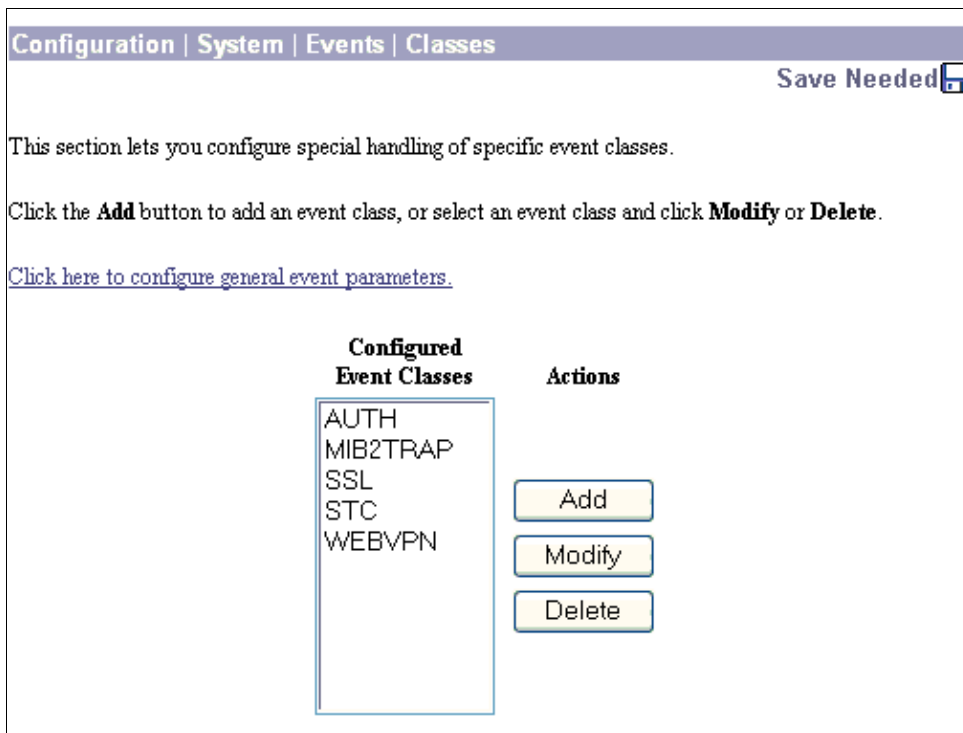 Configuration | System | Events | Classes
Save Needed
This section lets you configure special handling of specific event classes.
Click the Add button to add an event class, or select an event class and click Modify or Delete.
Click here to configure general event parameters.
Configured
Event Classes
Actions
AUTH
MIB2TRAP
SSL
STC
WEBVPN
Add
Modify
Delete